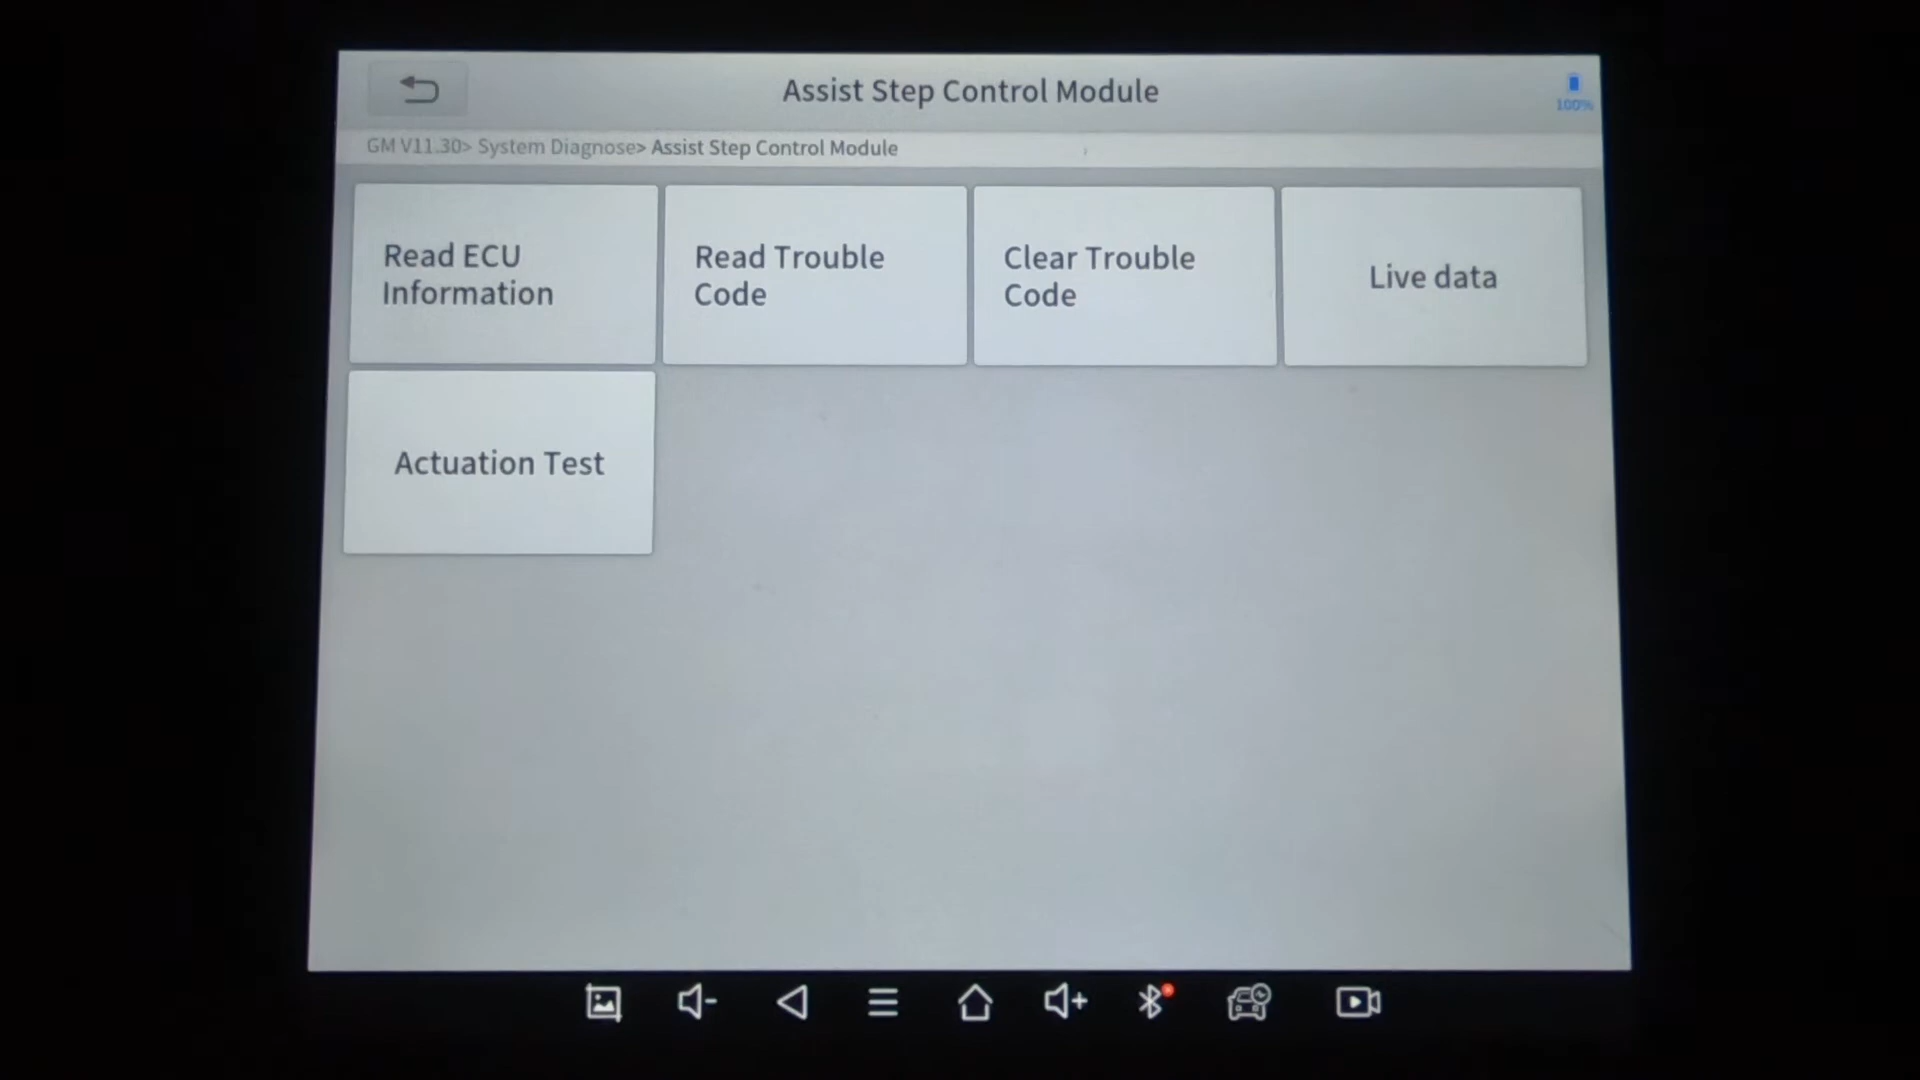 Assist Step Control Module
100%
GM V11.30> System Diagnose> Assist Step Control Module
Read ECU
Information
Read Trouble
Code
Clear Trouble
Code
Live data
Actuation Test